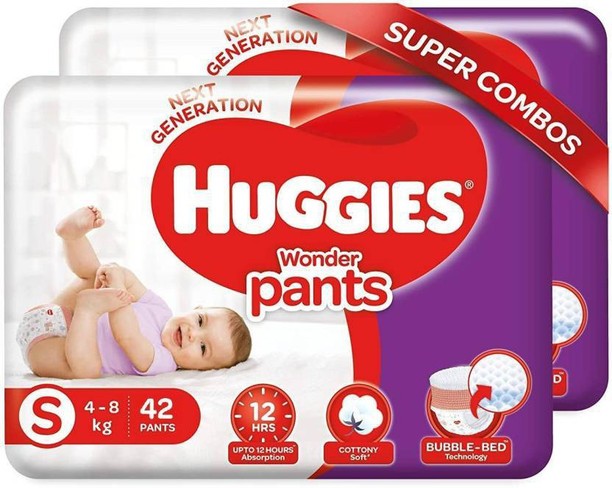 NEXT
GENERATION
SUPER COMBOS
NEXT
GENERATION
HUGGIES®
Wonder
pants
S
4-8
kg
42
PANTS
12
HRS
UPTO 12 HOURS*
Absorption
COTTONY
Soft*
BUBBLE-BED™
Technology
D